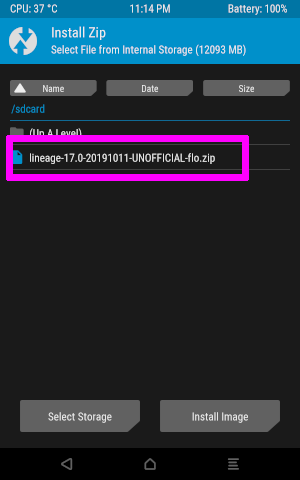 CPU: 37 °C 11:14 PM Battery: 100%
Install Zip
Select File from Internal Storage (12093 MB)
Name Date Size
/sdcard
(Up A Level)
lineage-17.0-20191011-UNOFFICIAL-flo.zip
Select Storage Install Image